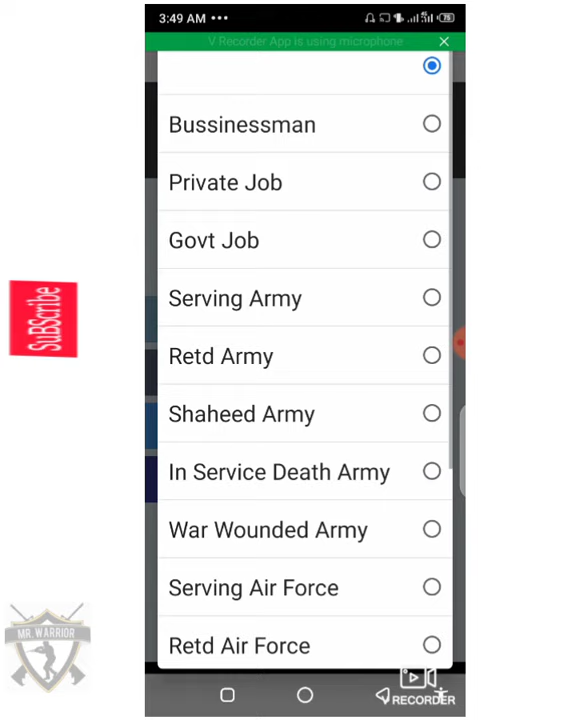 3:49 AM
75
V Recorder App is using microphone
Bussinessman
Private Job
Govt Job
Serving Army
SuBScribe
Retd Army
Shaheed Army
In Service Death Army
War Wounded Army
Serving Air Force
MR. WARRIOR
Retd Air Force
RECORDER